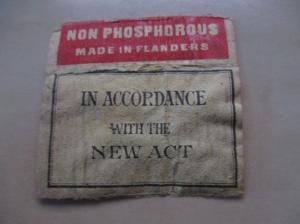 NON PHOSPHOROUS
MADE IN FLANDERS
IN ACCORDANCE
WITH THE
NEW ACT